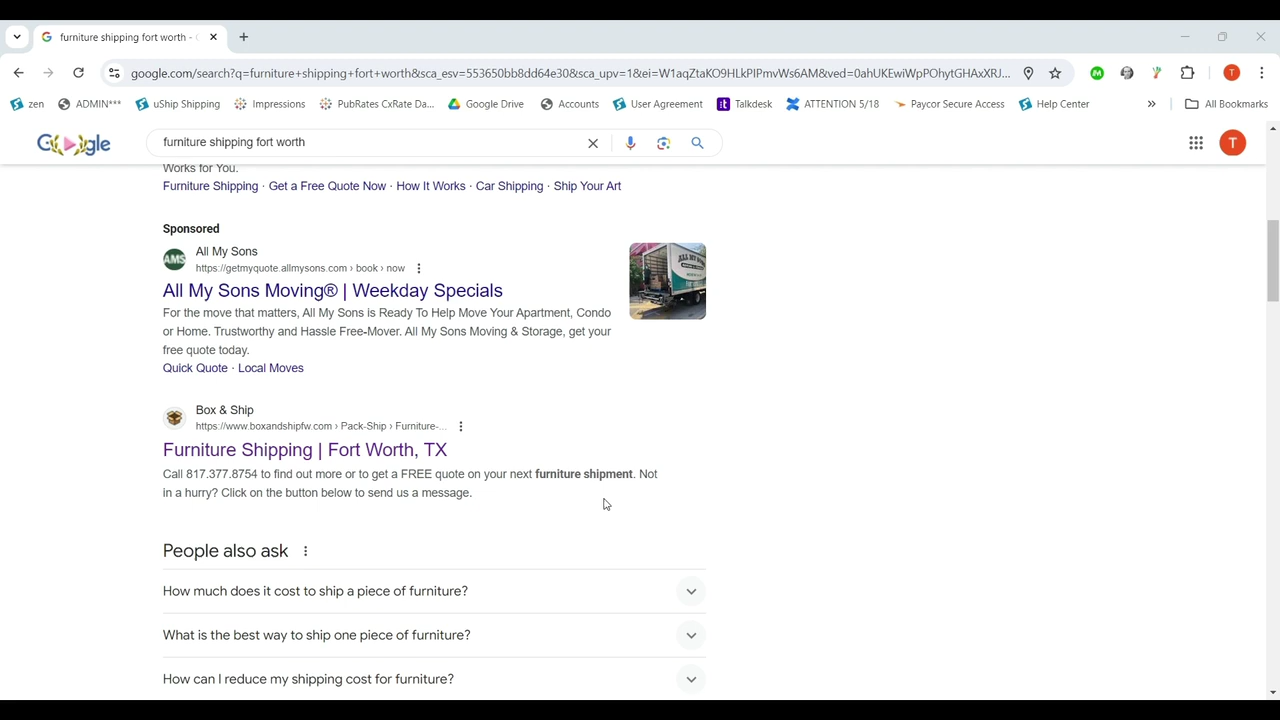 furniture shipping fort worth - G
google.com/search?q=furniture+shipping+fort+worth&sca_esv=553650bb8dd64e30&sca_upv=1&ei=W1aqZtaKO9HLkPIPmvWs6AM&ved=0ahUKEwiWpPOhytGHAxXRJ...
T
zen
ADMIN***
uShip Shipping
Impressions
PubRates CxRate Da...
Google Drive
Accounts
User Agreement
Talkdesk
ATTENTION 5/18
Paycor Secure Access
Help Center
»
All Bookmarks
Google
furniture shipping fort worth
T
Works for You.
Furniture Shipping · Get a Free Quote Now · How It Works · Car Shipping · Ship Your Art
Sponsored
AMS
All My Sons
https://getmyquote.allmysons.com › book › now
All My Sons Moving® | Weekday Specials
For the move that matters, All My Sons is Ready To Help Move Your Apartment, Condo
or Home. Trustworthy and Hassle Free-Mover. All My Sons Moving & Storage, get your
free quote today.
Quick Quote · Local Moves
Box & Ship
https://www.boxandshipfw.com › Pack-Ship › Furniture-...
Furniture Shipping | Fort Worth, TX
Call 817.377.8754 to find out more or to get a FREE quote on your next furniture shipment. Not
in a hurry? Click on the button below to send us a message.
People also ask
How much does it cost to ship a piece of furniture?
What is the best way to ship one piece of furniture?
How can I reduce my shipping cost for furniture?